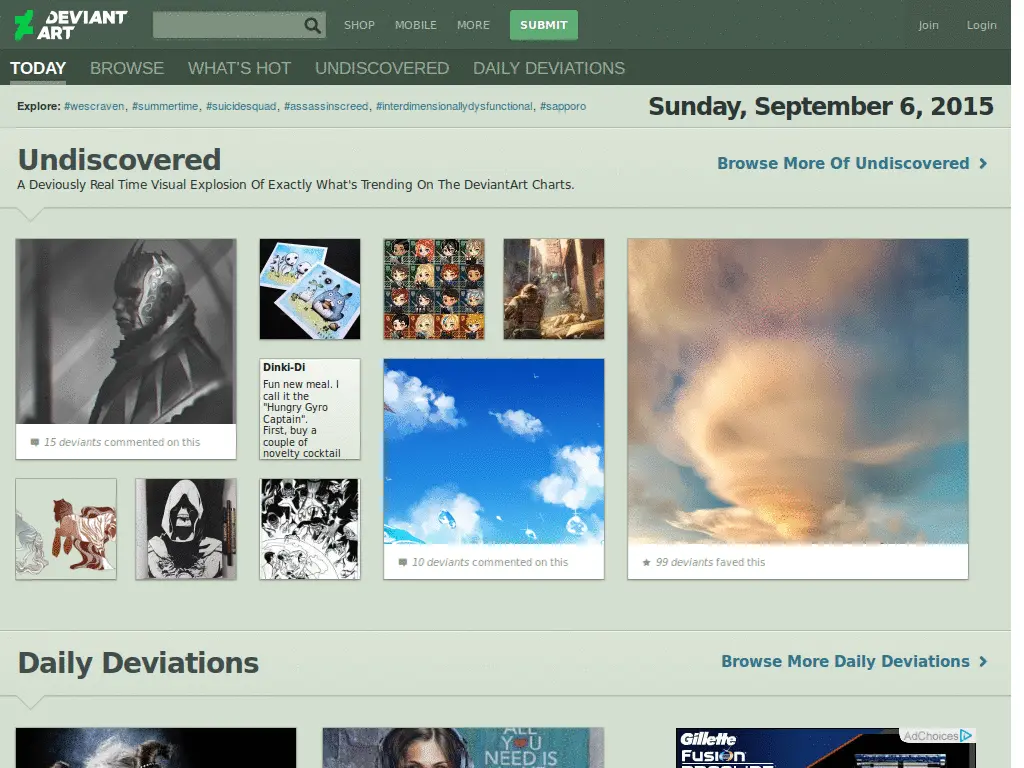 DEVIANT ART
SHOP MOBILE MORE SUBMIT Join Login
TODAY BROWSE WHAT'S HOT UNDISCOVERED DAILY DEVIATIONS
Explore: #wescraven, #summertime, #suicidesquad, #assassinscreed, #interdimensionallydysfunctional, #sapporo
Sunday, September 6, 2015
Undiscovered
Browse More Of Undiscovered
A Deviously Real Time Visual Explosion Of Exactly What's Trending On The DeviantArt Charts.
Dinki-Di
Fun new meal. I
call it the
"Hungry Gyro
Captain".
First, buy a
couple of
novelty cocktail
15 deviants commented on this
10 deviants commented on this
99 deviants faved this
Daily Deviations
Browse More Daily Deviations
ALL
YOU
NEED IS
Gillette
FUSION
AdChoices